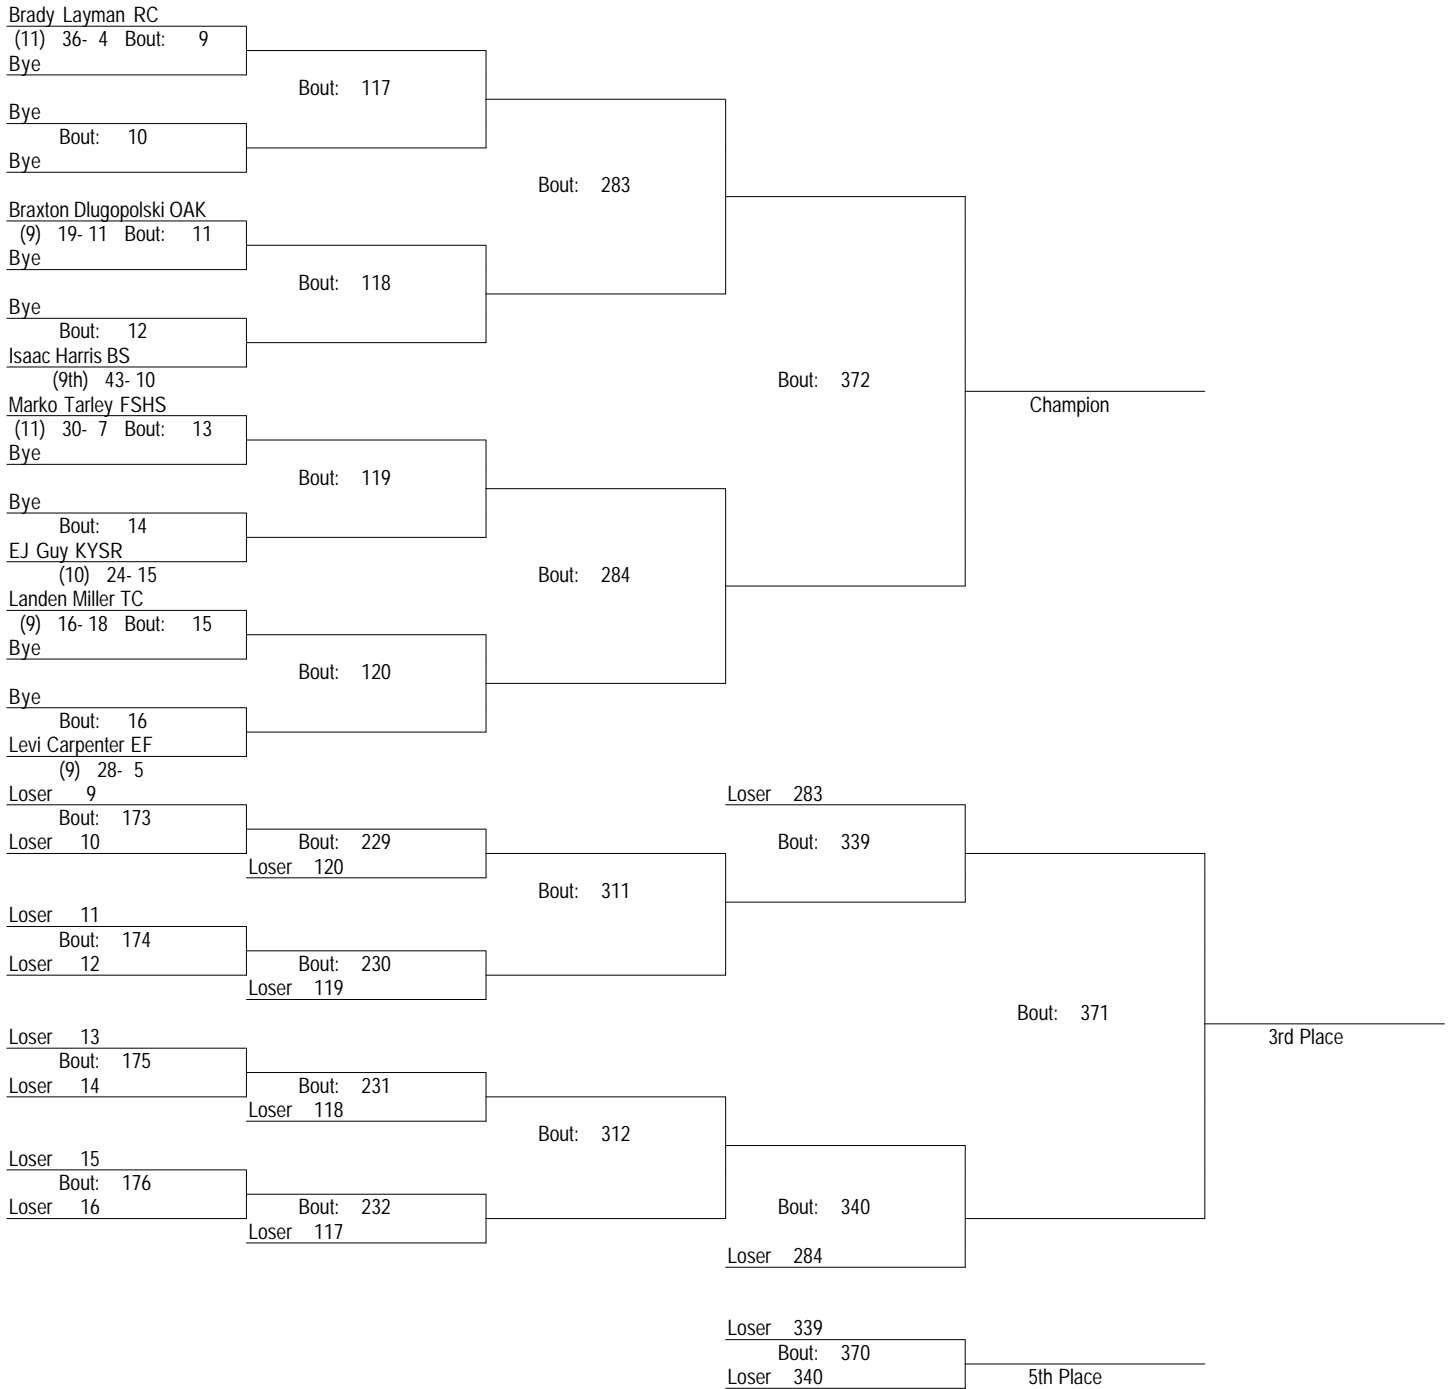 Brady Layman RC
(11) 36- 4 Bout: 9
Bye
Bout: 117
Bye
Bout: 10
Bye
Bout: 283
Braxton Dlugopolski OAK
(9) 19- 11 Bout: 11
Bye
Bout: 118
Bye
Bout: 12
Isaac Harris BS
(9th) 43- 10
Bout: 372
Champion
Marko Tarley FSHS
(11) 30- 7 Bout: 13
Bye
Bout: 119
Bye
Bout: 14
EJ Guy KYSR
(10) 24- 15
Bout: 284
Landen Miller TC
(9) 16- 18 Bout: 15
Bye
Bout: 120
Bye
Bout: 16
Levi Carpenter EF
(9) 28- 5
Loser 9
Bout: 173
Loser 10
Bout: 229
Loser 120
Loser 283
Bout: 339
Bout: 311
Loser 11
Bout: 174
Loser 12
Bout: 230
Loser 119
Bout: 371
3rd Place
Loser 13
Bout: 175
Loser 14
Bout: 231
Loser 118
Bout: 312
Loser 15
Bout: 176
Loser 16
Bout: 232
Loser 117
Bout: 340
Loser 284
Loser 339
Bout: 370
Loser 340
5th Place